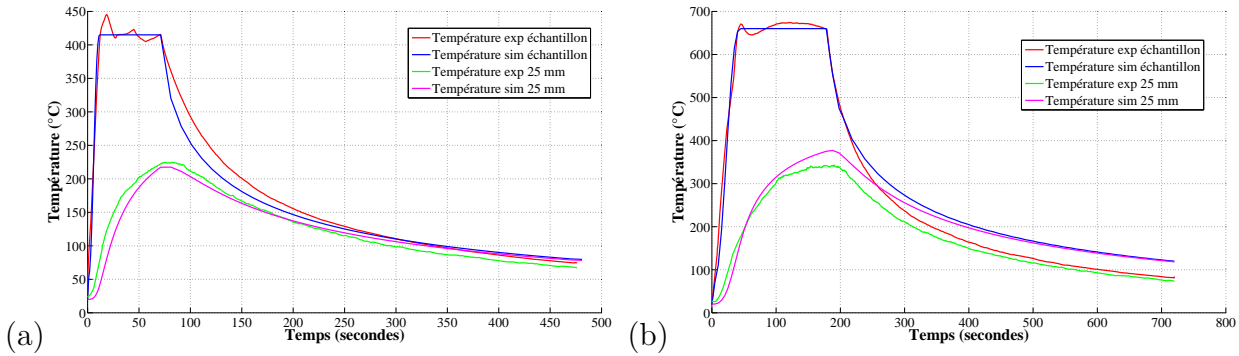 450
400
350
300
250
200
150
100
50
0
Température (°C)
0 50 100 150 200 250 300 350 400 450 500
Temps (secondes)
Température exp échantillon
Température sim échantillon
Température exp 25 mm
Température sim 25 mm
(a)
700
600
500
400
300
200
100
0
Température (°C)
0 100 200 300 400 500 600 700 800
Temps (secondes)
Température exp échantillon
Température sim échantillon
Température exp 25 mm
Température sim 25 mm
(b)